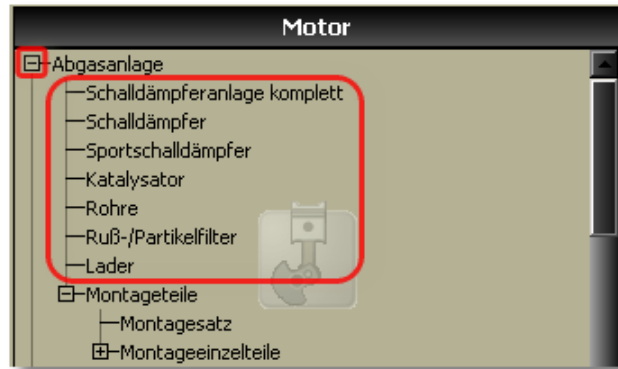 Motor
Abgasanlage
Schalldämpferanlage komplett
Schalldämpfer
Sportschalldämpfer
Katalysator
Rohre
Ruß-/Partikelfilter
Lader
Montageteile
Montagesatz
Montageeinzelteile